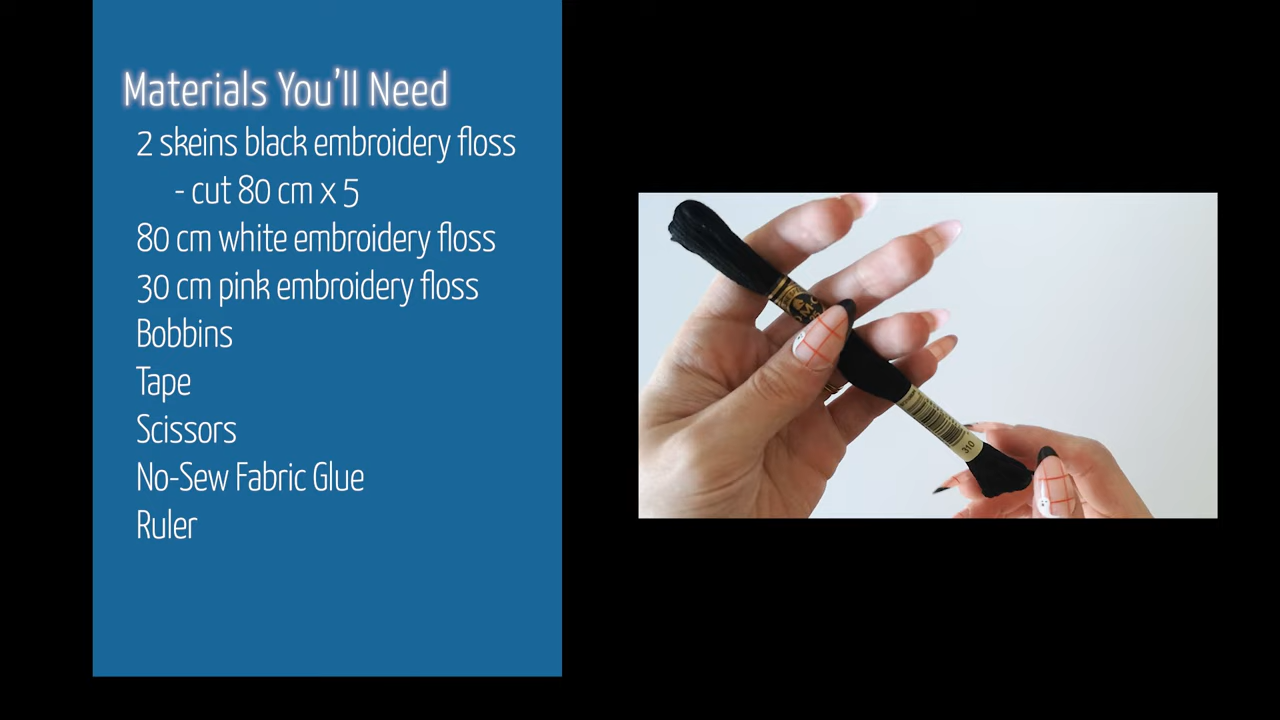 Materials You'll Need
2 skeins black embroidery floss
- cut 80 cm x 5
80 cm white embroidery floss
30 cm pink embroidery floss
Bobbins
Tape
Scissors
No-Sew Fabric Glue
Ruler
310